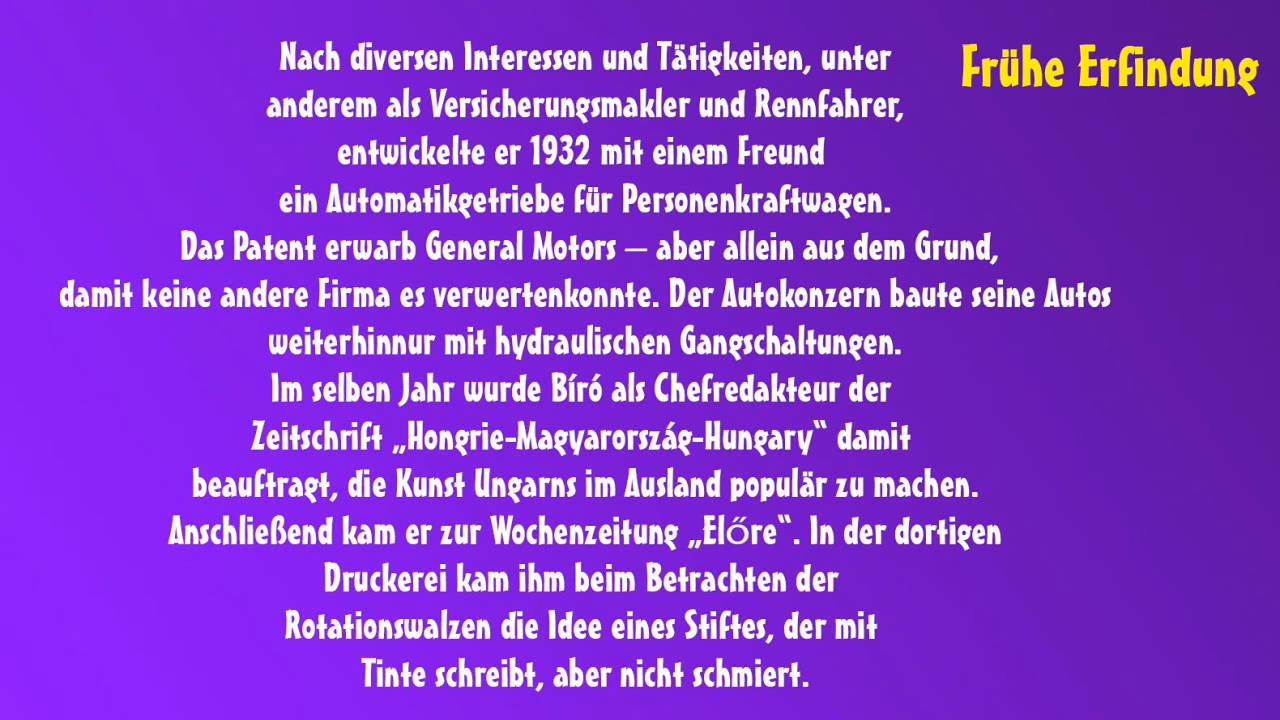 Frühe Erfindung
Nach diversen Interessen und Tätigkeiten, unter
anderem als Versicherungsmakler und Rennfahrer,
entwickelte er 1932 mit einem Freund
ein Automatikgetriebe für Personenkraftwagen.
Das Patent erwarb General Motors – aber allein aus dem Grund,
damit keine andere Firma es verwertenkonnte. Der Autokonzern baute seine Autos
weiterhinnur mit hydraulischen Gangschaltungen.
Im selben Jahr wurde Bíró als Chefredakteur der
Zeitschrift „Hongrie-Magyarország-Hungary“ damit
beauftragt, die Kunst Ungarns im Ausland populär zu machen.
Anschließend kam er zur Wochenzeitung „Előre“. In der dortigen
Druckerei kam ihm beim Betrachten der
Rotationswalzen die Idee eines Stiftes, der mit
Tinte schreibt, aber nicht schmiert.